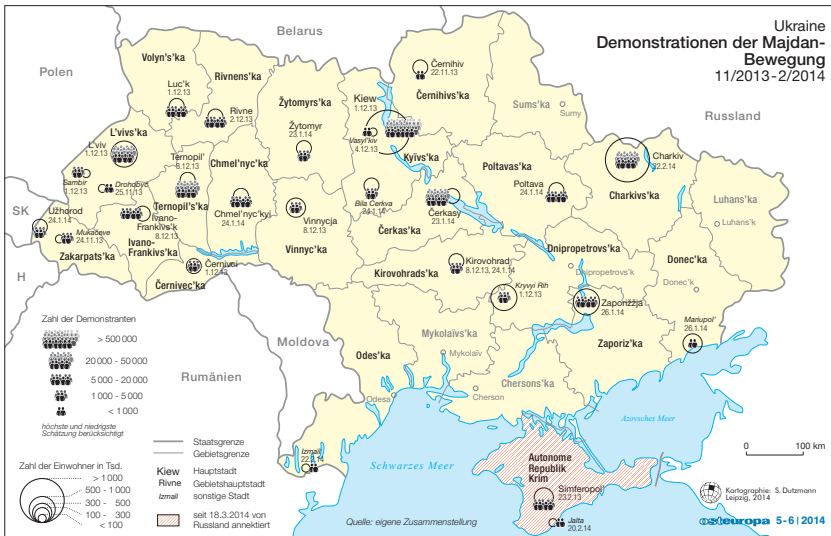 Ukraine
Demonstrationen der Majdan-
Bewegung
11/2013-2/2014
Belarus
Polen
Russland
SK
H
Rumänien
Moldova
Volyns'ka
Luc'k
1.12.13
Rivnens'ka
Rivne
2.12.13
Žytomyrs'ka
Žytomyr
23.1.14
Kiew
1.12.13
Vasyl'kiv
4.12.13
Kyïvs'ka
Černihiv
22.11.13
Černihivs'ka
Sums'ka
Sumy
L'vivs'ka
L'viv
1.12.13
Sambir
1.12.13
Drohobyč
25.11.13
Ternopil'
8.12.13
Ternopil's'ka
Chmel'nyc'ka
Chmel'nyc'kyj
24.1.14
Vinnycja
8.12.13
Vinnyc'ka
Bila Cerkva
24.1.14
Čerkasy
23.1.14
Čerkas'ka
Poltavas'ka
Poltava
24.1.14
Charkiv
22.2.14
Charkivs'ka
Luhans'ka
Luhans'k
Užhorod
24.1.14
Mukačeve
24.11.13
Zakarpats'ka
Ivano-
Frankivs'k
8.12.13
Ivano-
Frankivs'ka
Černivci
1.12.13
Černivec'ka
Kirovohrads'ka
Kirovohrad
8.12.13, 24.1.14
Dnipropetrovs'ka
Dnipropetrovs'k
Kryvyi Rih
1.12.13
Zaporižžja
26.1.14
Zaporiz'ka
Donec'ka
Donec'k
Mariupol'
26.1.14
Mykolaïvs'ka
Mykolaïv
Chersons'ka
Cherson
Odes'ka
Odesa
Izmail
22.2.14
Schwarzes Meer
Azovsches Meer
Autonome
Republik
Krim
Simferopol'
23.2.13
Jalta
20.2.14
Zahl der Demonstranten
> 500 000
20 000 - 50 000
5 000 - 20 000
1 000 - 5 000
< 1 000
höchste und niedrigste
Schätzung berücksichtigt
Zahl der Einwohner in Tsd.
> 1 000
500 - 1 000
300 - 500
100 - 300
< 100
Staatsgrenze
Gebietsgrenze
Kiew Hauptstadt
Rivne Gebietshauptstadt
Izmail sonstige Stadt
seit 18.3.2014 von
Russland annektiert
Quelle: eigene Zusammenstellung
0 100 km
Kartographie: S. Dutzmann
Leipzig, 2014
osteuropa 5-6 | 2014